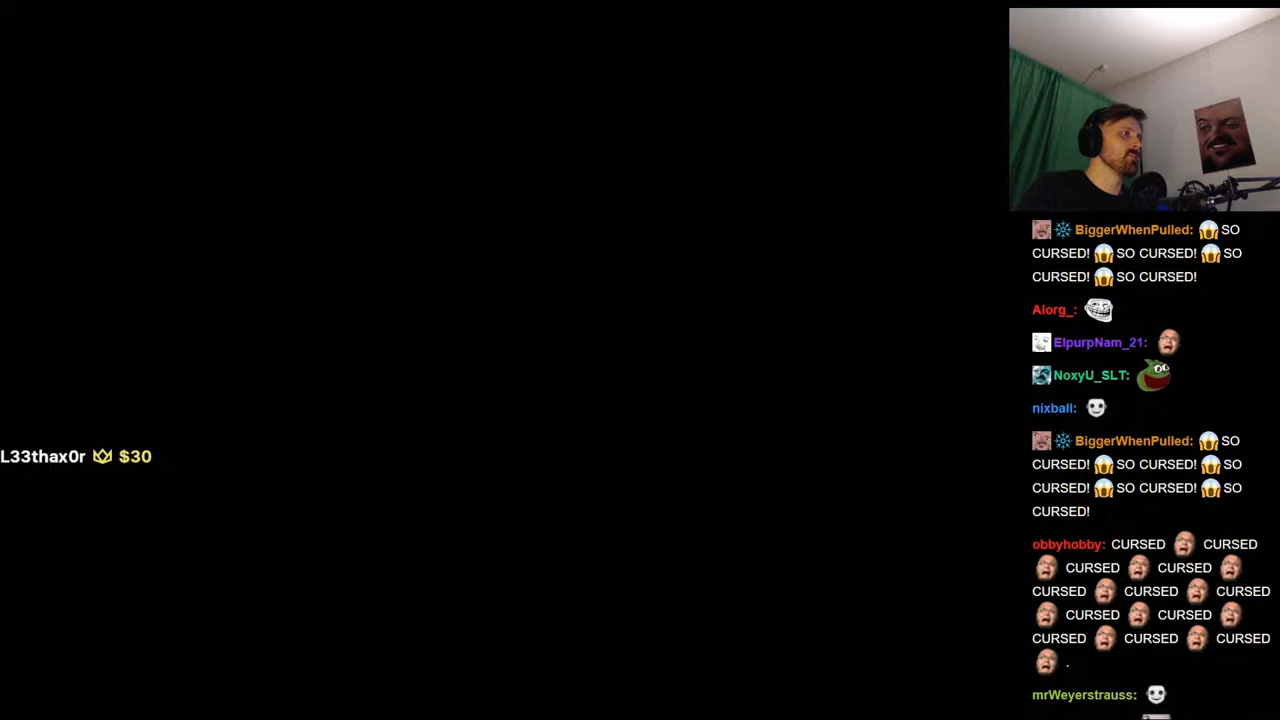 BiggerWhenPulled: SO
CURSED! SO CURSED! SO
CURSED! SO CURSED!
Alorg_:
ElpurpNam_21:
NoxyU_SLT:
nixball:
BiggerWhenPulled: SO
CURSED! SO CURSED! SO
CURSED! SO CURSED! SO
CURSED!
L33thax0r $30
obbyhobby: CURSED CURSED
CURSED CURSED
CURSED CURSED CURSED
CURSED CURSED
CURSED CURSED CURSED
.
mrWeyerstrauss: